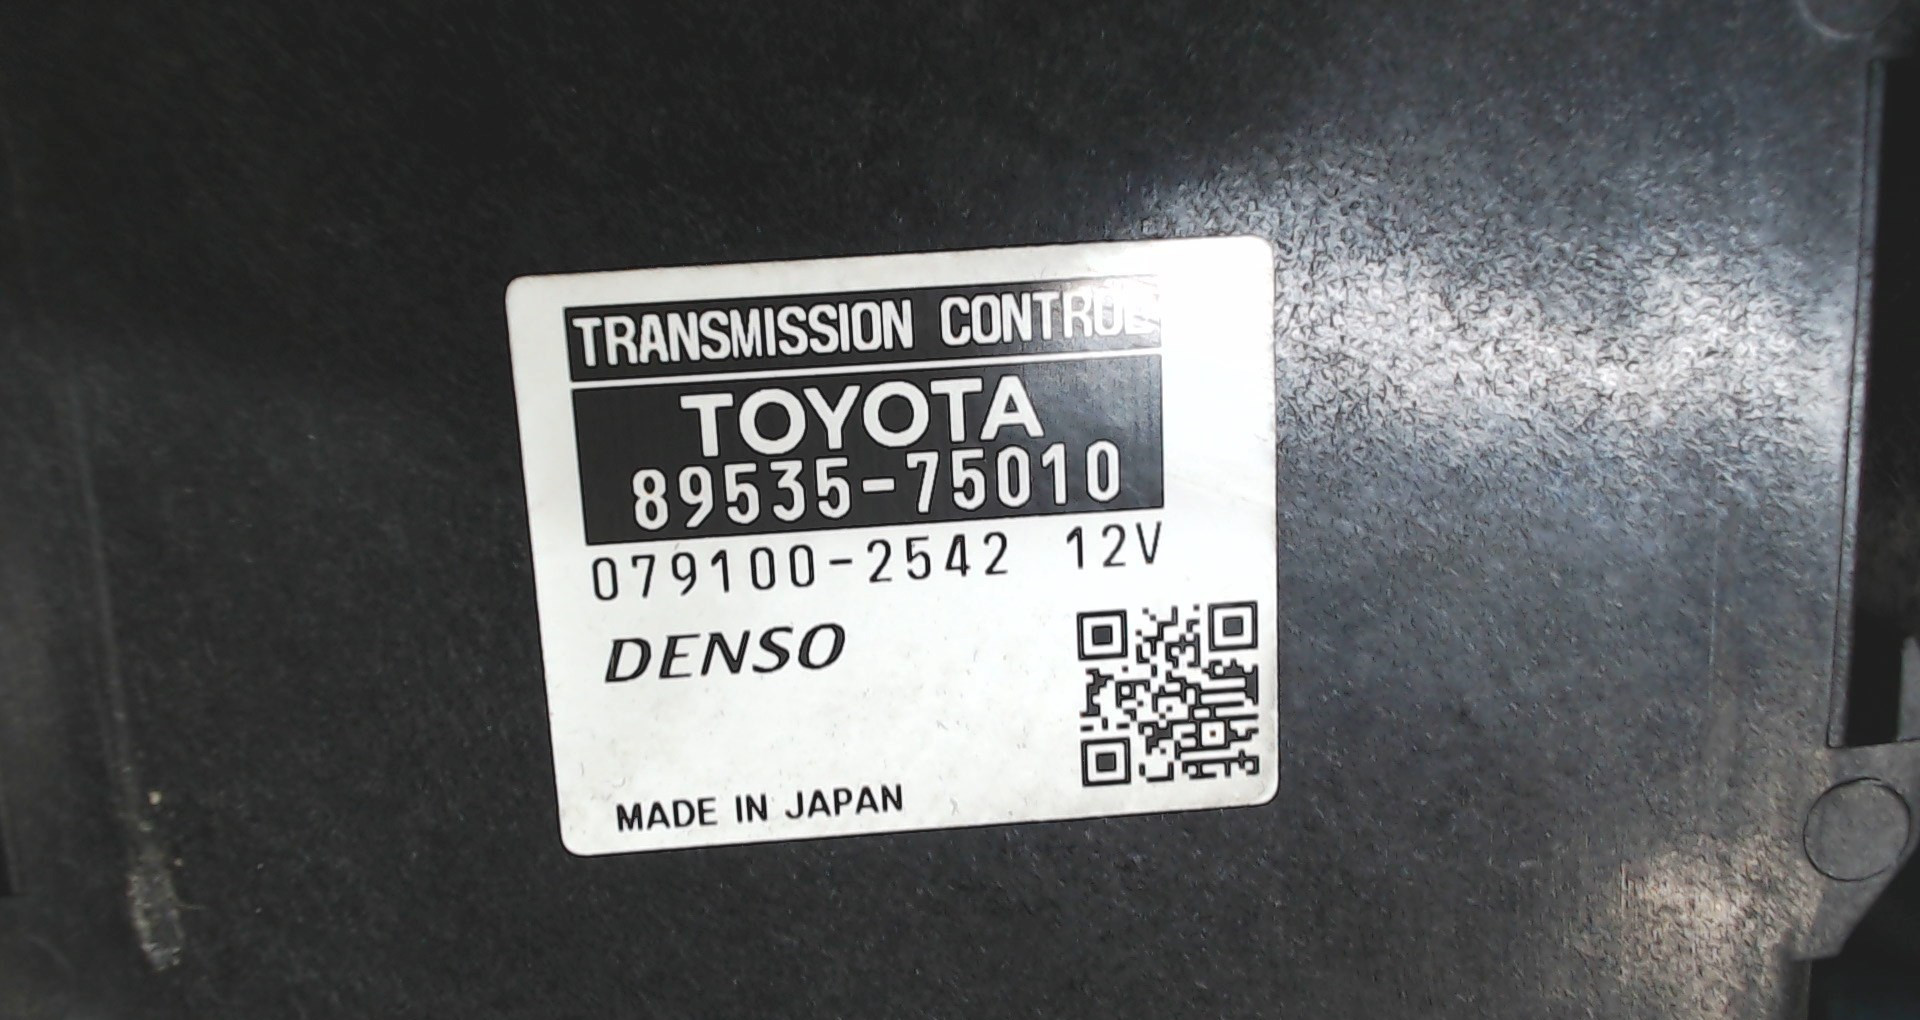 TRANSMISSION CONTROL
TOYOTA
89535-75010
079100-2542 12V
DENSO
MADE IN JAPAN